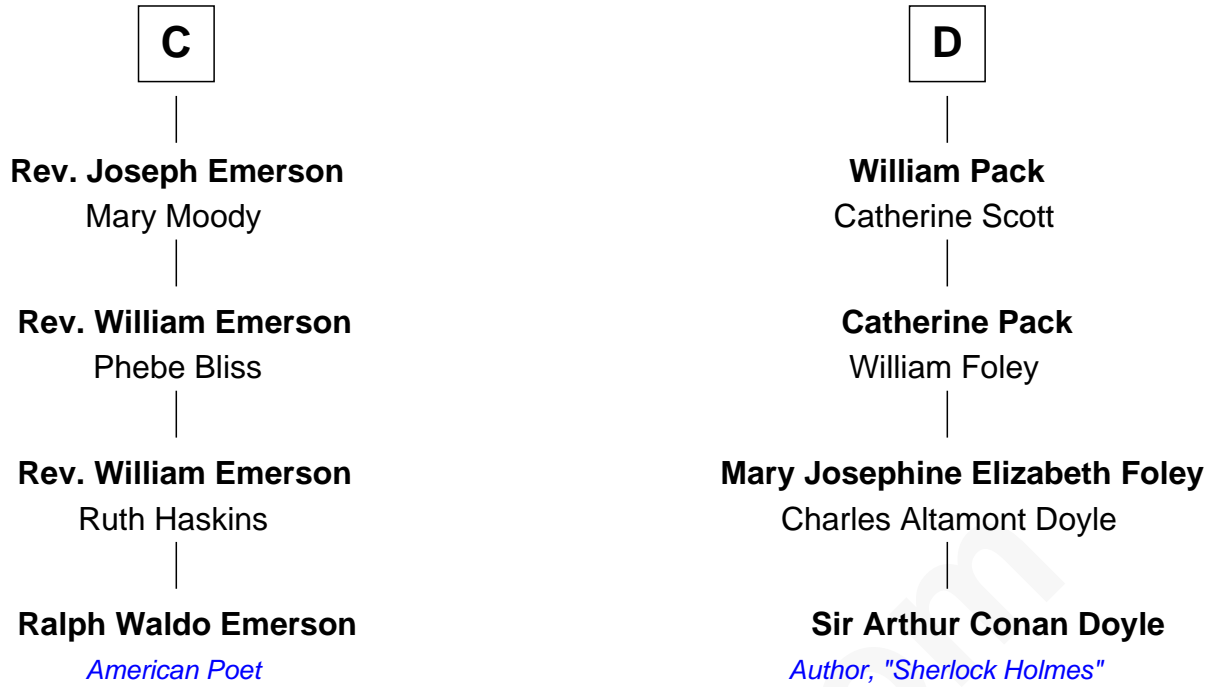 C
Rev. Joseph Emerson
Mary Moody
Rev. William Emerson
Phebe Bliss
Rev. William Emerson
Ruth Haskins
Ralph Waldo Emerson
American Poet
D
William Pack
Catherine Scott
Catherine Pack
William Foley
Mary Josephine Elizabeth Foley
Charles Altamont Doyle
Sir Arthur Conan Doyle
Author, "Sherlock Holmes"